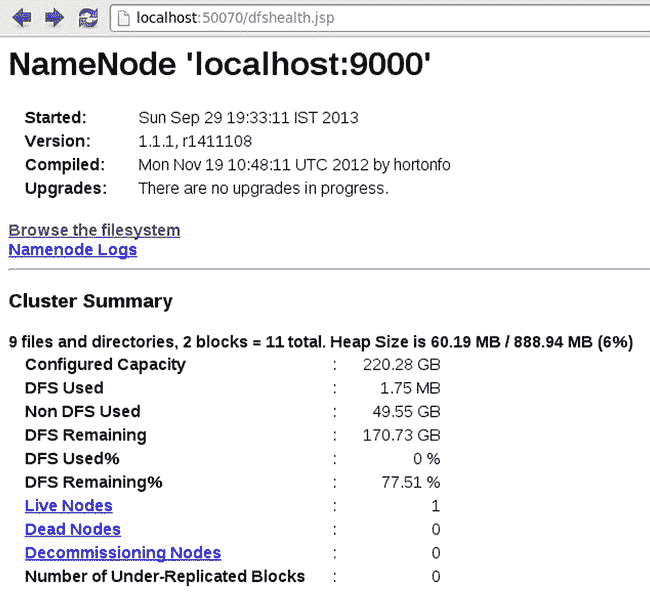 localhost:50070/dfshealth.jsp
NameNode 'localhost:9000'
Started: Sun Sep 29 19:33:11 IST 2013
Version: 1.1.1, r1411108
Compiled: Mon Nov 19 10:48:11 UTC 2012 by hortonfo
Upgrades: There are no upgrades in progress.
Browse the filesystem
Namenode Logs
Cluster Summary
9 files and directories, 2 blocks = 11 total. Heap Size is 60.19 MB / 888.94 MB (6%)
Configured Capacity : 220.28 GB
DFS Used : 1.75 MB
Non DFS Used : 49.55 GB
DFS Remaining : 170.73 GB
DFS Used% : 0 %
DFS Remaining% : 77.51 %
Live Nodes : 1
Dead Nodes : 0
Decommissioning Nodes : 0
Number of Under-Replicated Blocks : 0